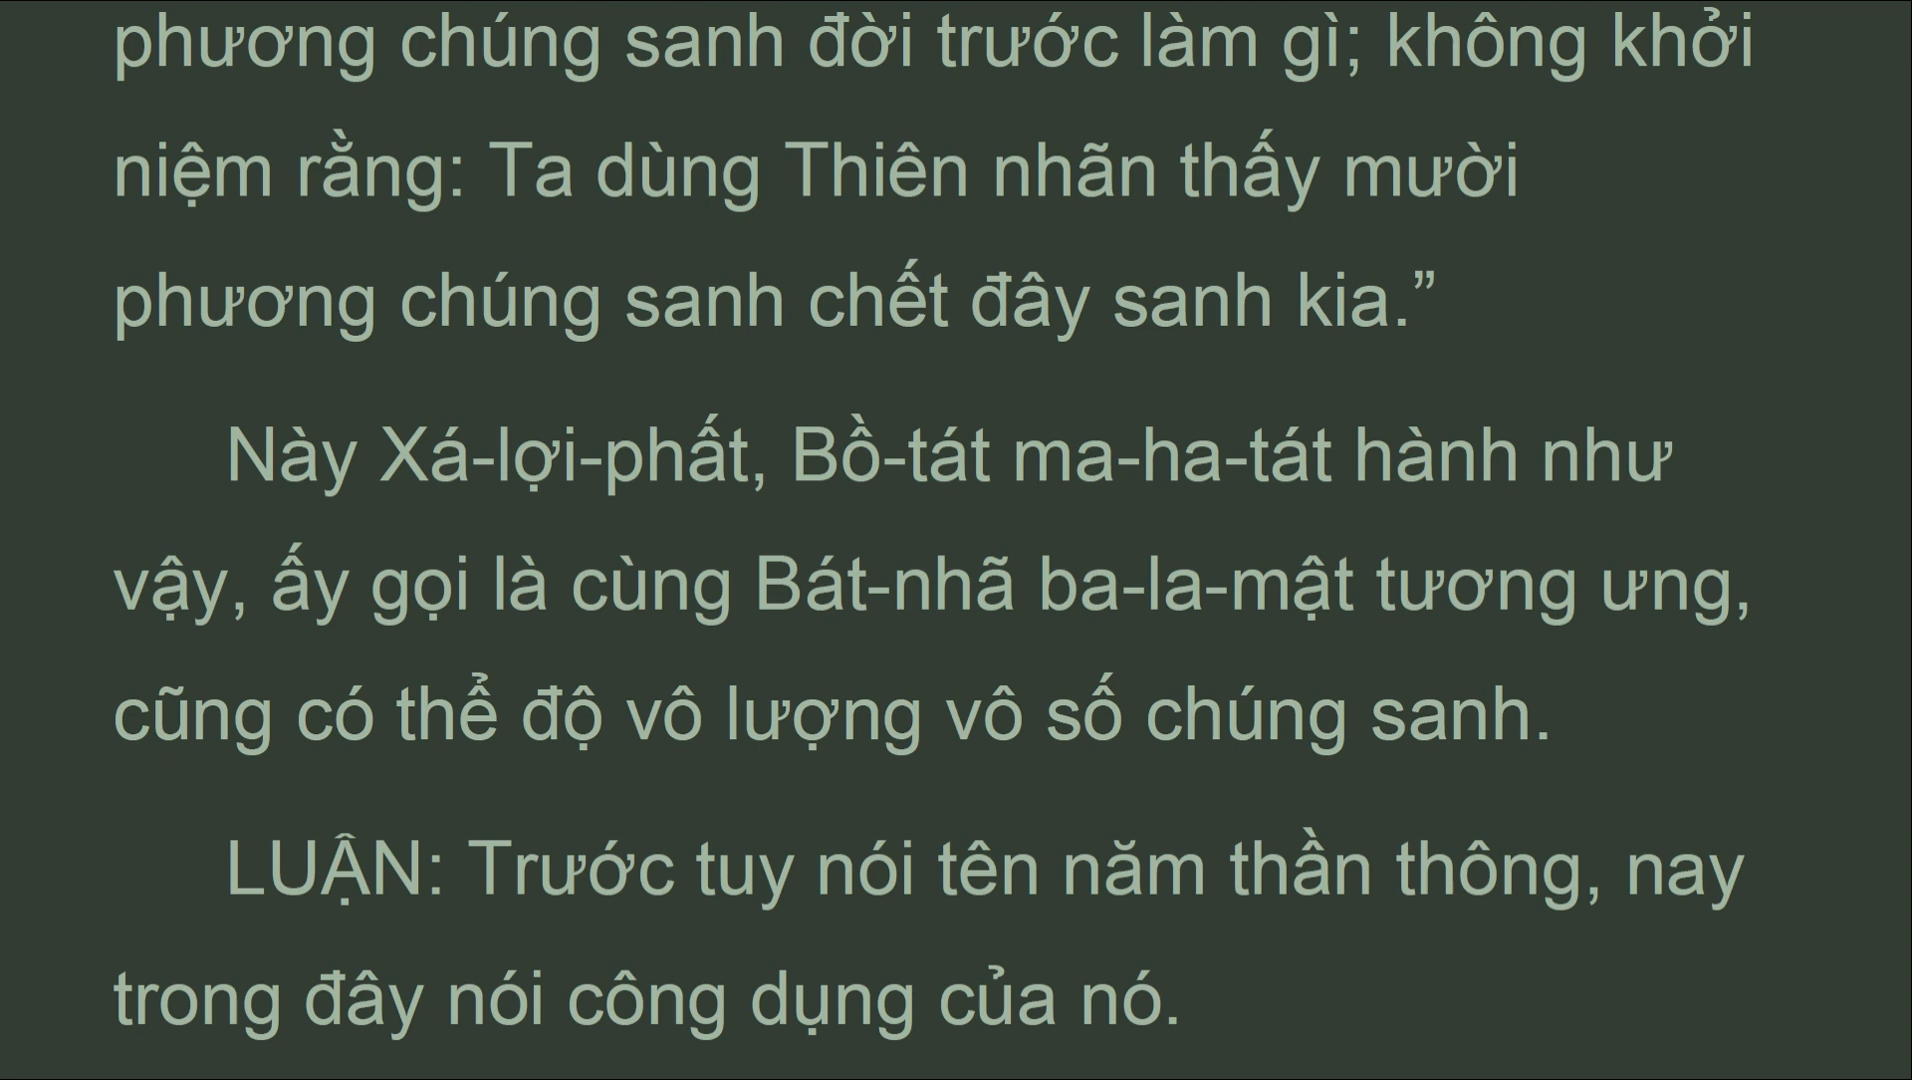 phương chúng sanh đời trước làm gì; không khởi
niệm rằng: Ta dùng Thiên nhãn thấy mười
phương chúng sanh chết đây sanh kia.”
Này Xá-lợi-phất, Bồ-tát ma-ha-tát hành như
vậy, ấy gọi là cùng Bát-nhã ba-la-mật tương ưng,
cũng có thể độ vô lượng vô số chúng sanh.
LUẬN: Trước tuy nói tên năm thần thông, nay
trong đây nói công dụng của nó.